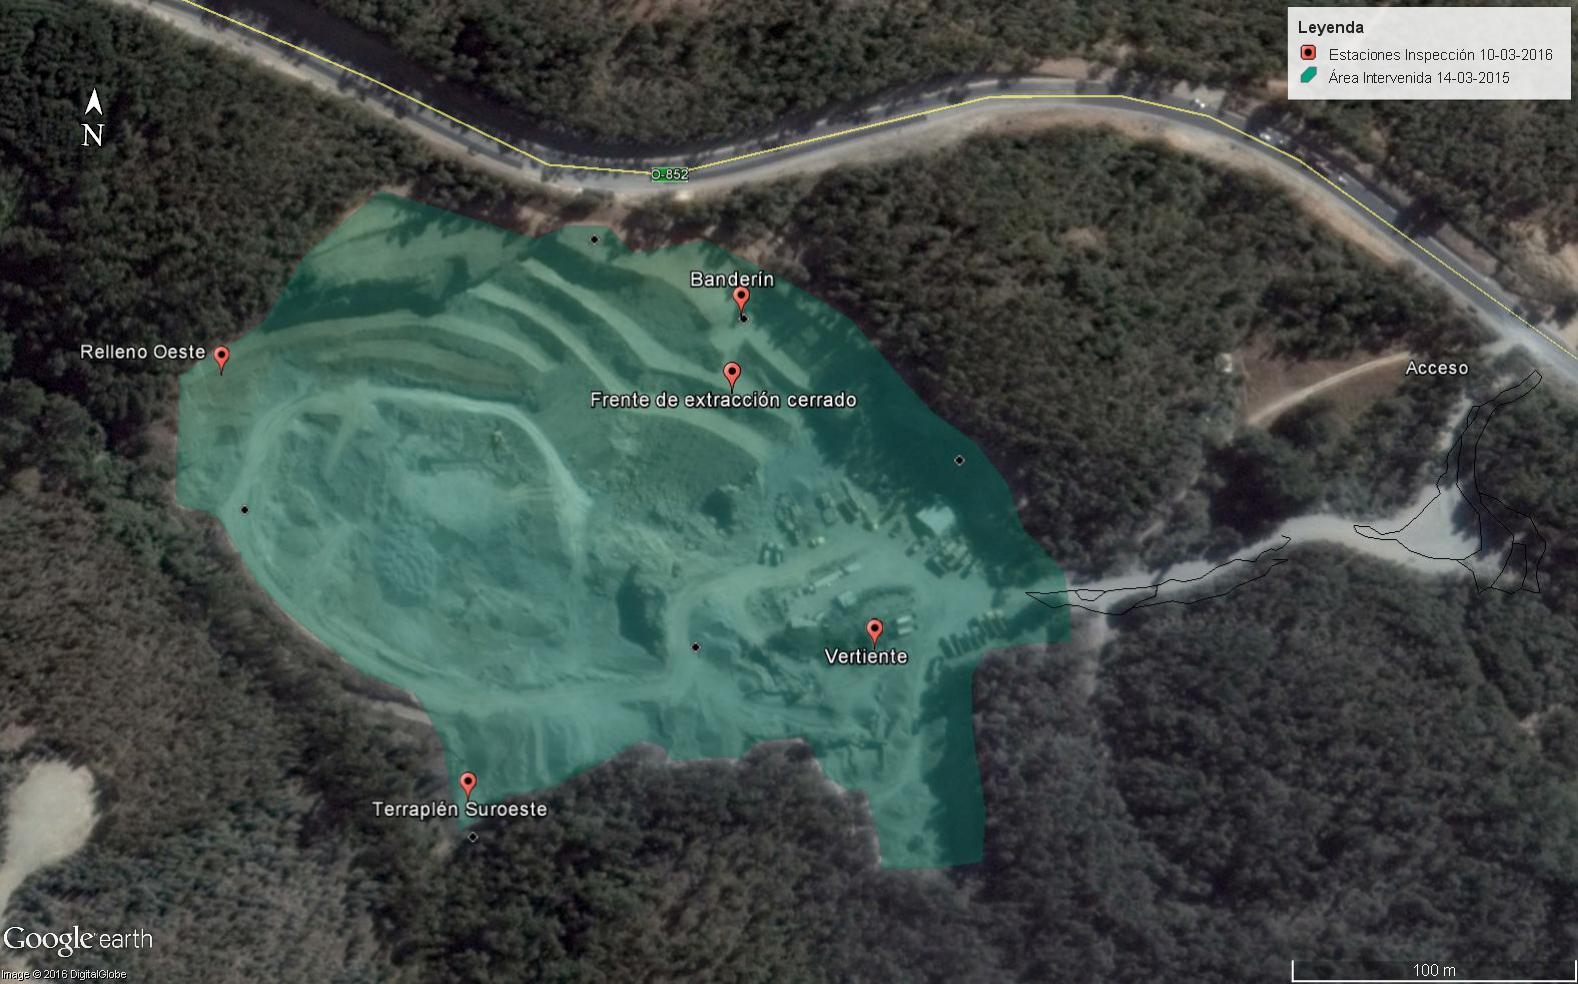 Leyenda
Estaciones Inspección 10-03-2016
Área Intervenida 14-03-2015
N
O-852
Banderín
Relleno Oeste
Acceso
Frente de extracción cerrado
Vertiente
Terraplén Suroeste
Google earth
Image © 2016 DigitalGlobe
100 m